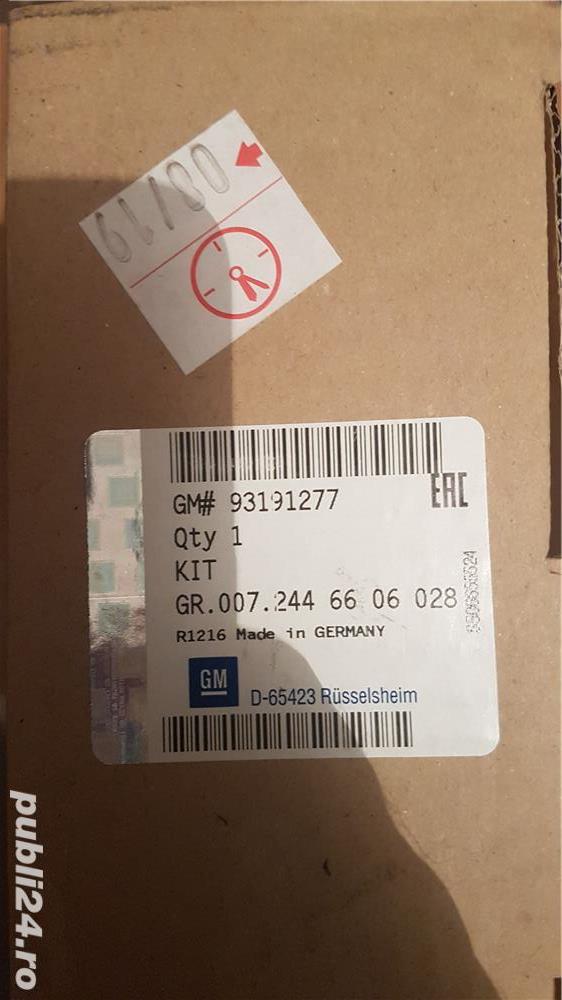 08/19
GM# 93191277
EAC
Qty 1
KIT
GR.007.244 66 06 028
R1216 Made in GERMANY
GM
D-65423 Rüsselsheim
publi24.ro